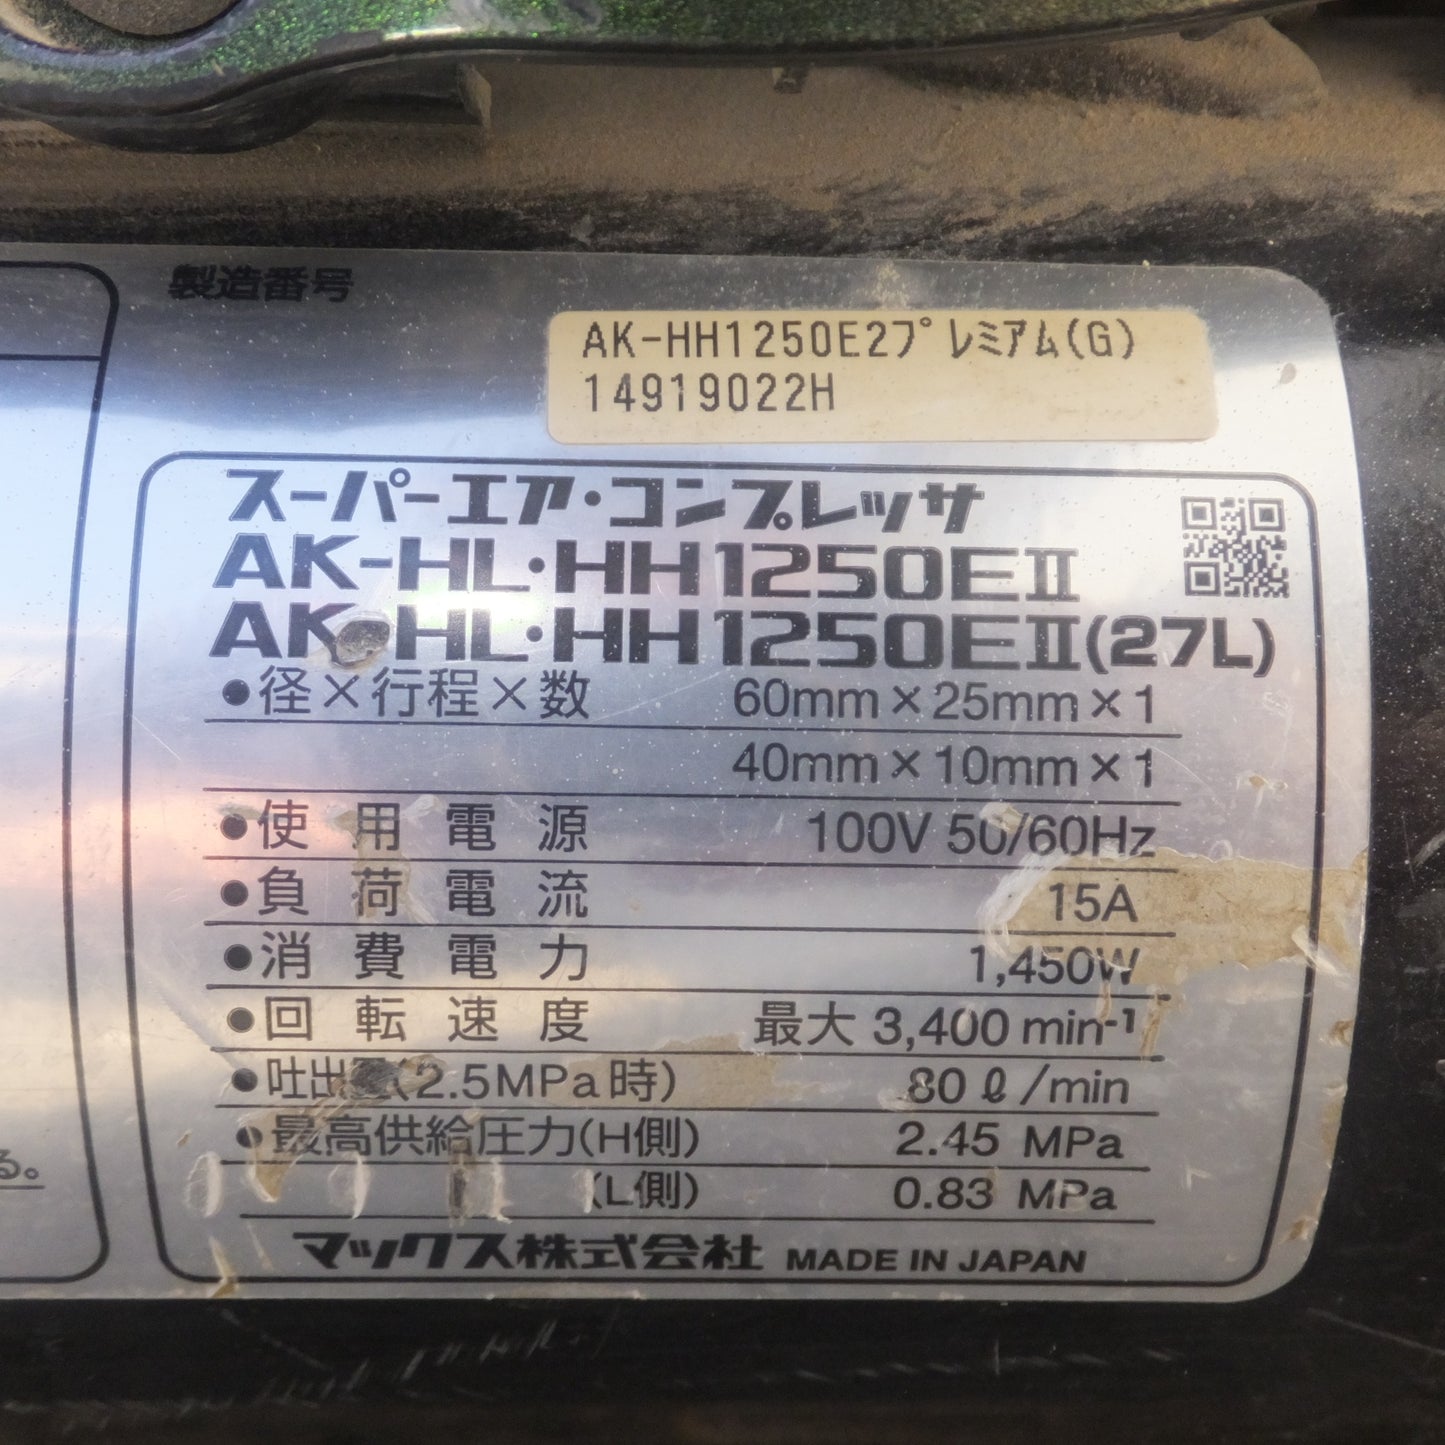 製造番号
AK-HH1250E2ﾌﾟﾚﾐｱﾑ(G)
14919022H
スーパーエア・コンプレッサ
AK-HL・HH1250EⅡ
AK-HL・HH1250EⅡ(27L)
●径×行程×数 60mm×25mm×1
40mm×10mm×1
●使用電源 100V 50/60Hz
●負荷電流 15A
●消費電力 1,450W
●回転速度 最大 3,400 min-1
●吐出量(2.5MPa時) 80 ℓ/min
●最高供給圧力(H側) 2.45 MPa
(L側) 0.83 MPa
マックス株式会社 MADE IN JAPAN
る。